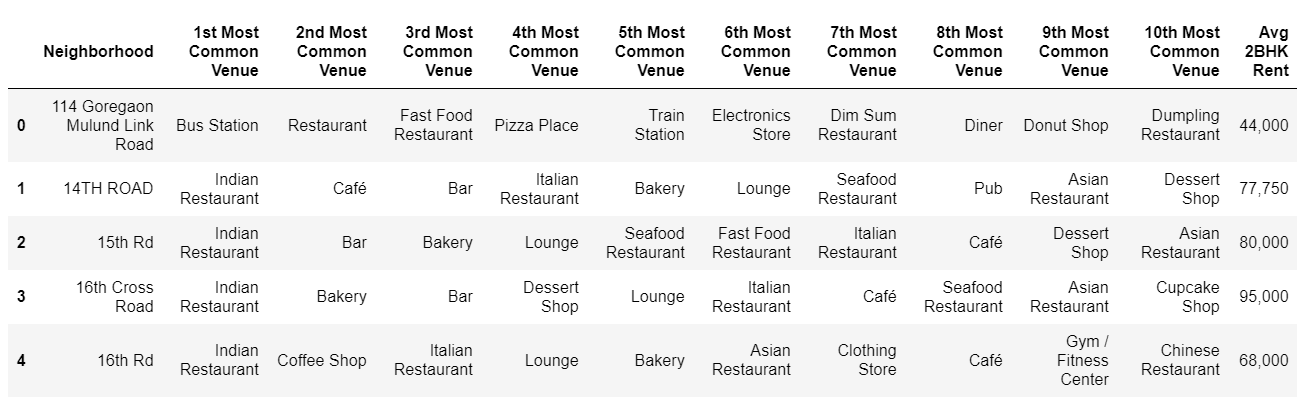 Neighborhood 1st Most Common Venue 2nd Most Common Venue 3rd Most Common Venue 4th Most Common Venue 5th Most Common Venue 6th Most Common Venue 7th Most Common Venue 8th Most Common Venue 9th Most Common Venue 10th Most Common Venue Avg 2BHK Rent
0 114 Goregaon Mulund Link Road Bus Station Restaurant Fast Food Restaurant Pizza Place Train Station Electronics Store Dim Sum Restaurant Diner Donut Shop Dumpling Restaurant 44,000
1 14TH ROAD Indian Restaurant Café Bar Italian Restaurant Bakery Lounge Seafood Restaurant Pub Asian Restaurant Dessert Shop 77,750
2 15th Rd Indian Restaurant Bar Bakery Lounge Seafood Restaurant Fast Food Restaurant Italian Restaurant Café Dessert Shop Asian Restaurant 80,000
3 16th Cross Road Indian Restaurant Bakery Bar Dessert Shop Lounge Italian Restaurant Café Seafood Restaurant Asian Restaurant Cupcake Shop 95,000
4 16th Rd Indian Restaurant Coffee Shop Italian Restaurant Lounge Bakery Asian Restaurant Clothing Store Café Gym / Fitness Center Chinese Restaurant 68,000